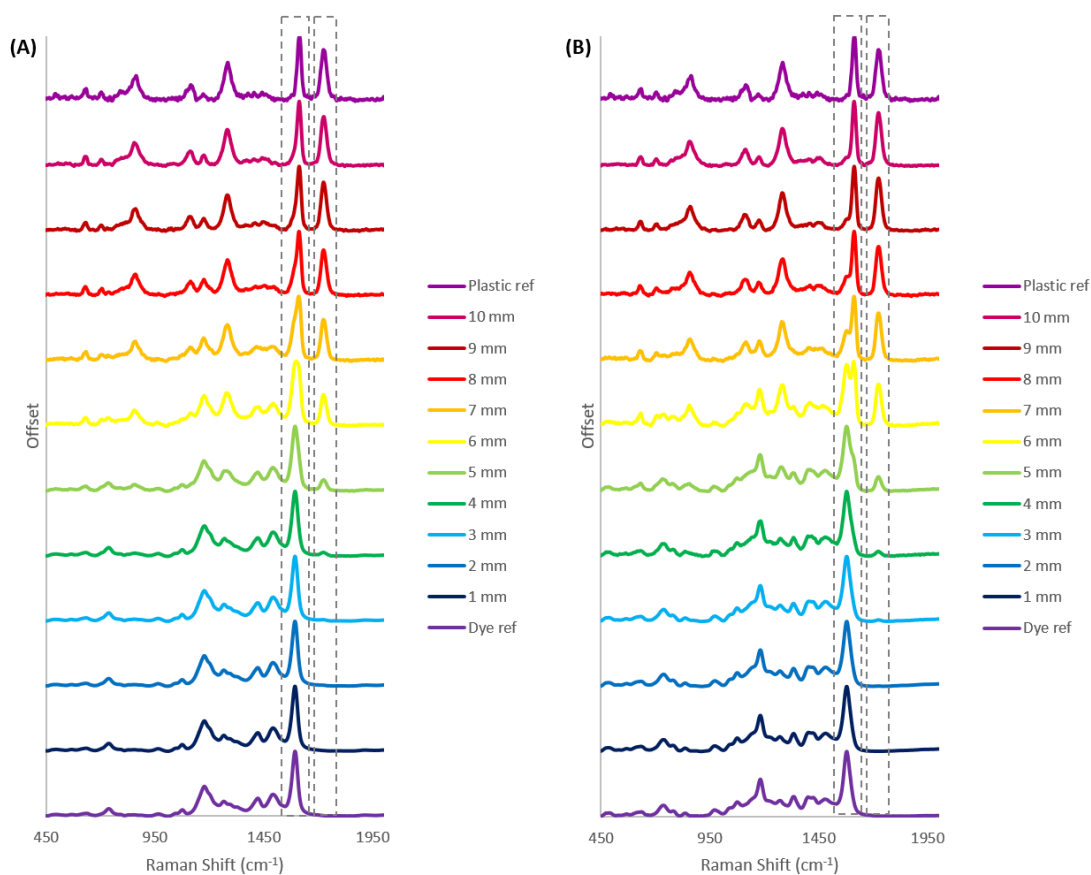 (A)
Offset
450
950
1450
1950
Raman Shift (cm⁻¹)
Plastic ref
10 mm
9 mm
8 mm
7 mm
6 mm
5 mm
4 mm
3 mm
2 mm
1 mm
Dye ref
(B)
Offset
450
950
1450
1950
Raman Shift (cm⁻¹)
Plastic ref
10 mm
9 mm
8 mm
7 mm
6 mm
5 mm
4 mm
3 mm
2 mm
1 mm
Dye ref